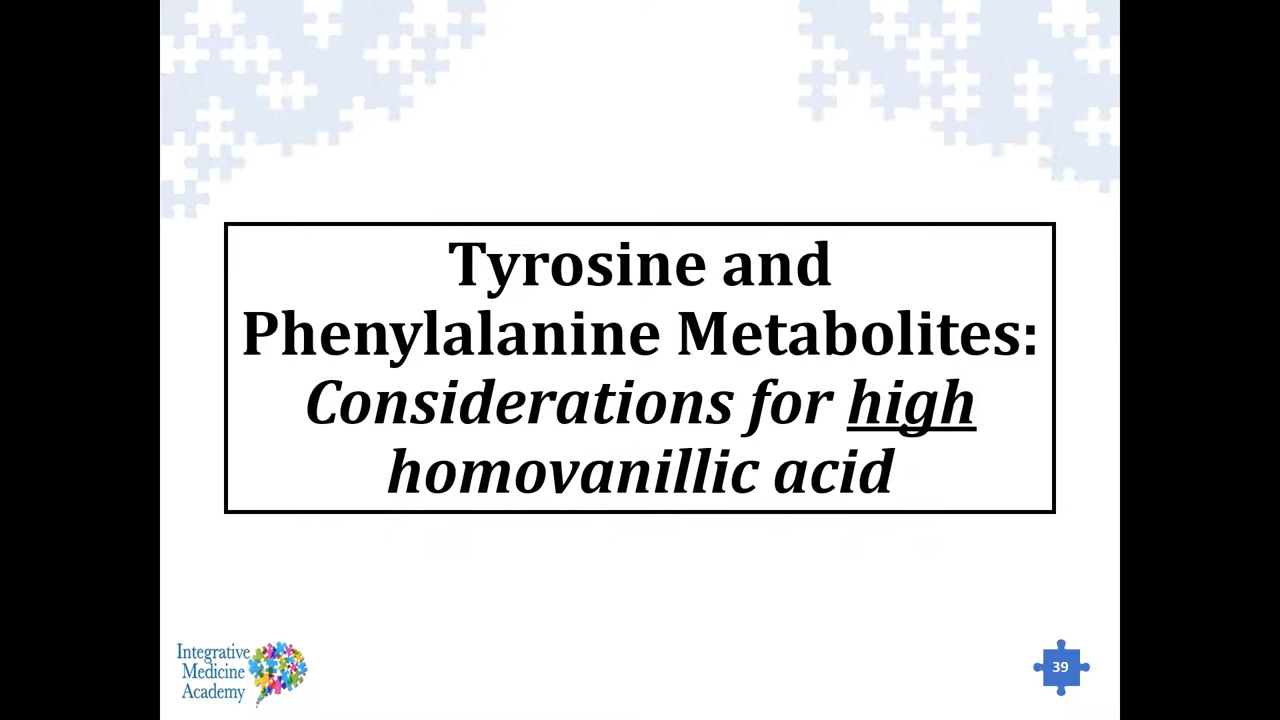 Tyrosine and
Phenylalanine Metabolites:
Considerations for high
homovanillic acid
Integrative
Medicine
Academy
39